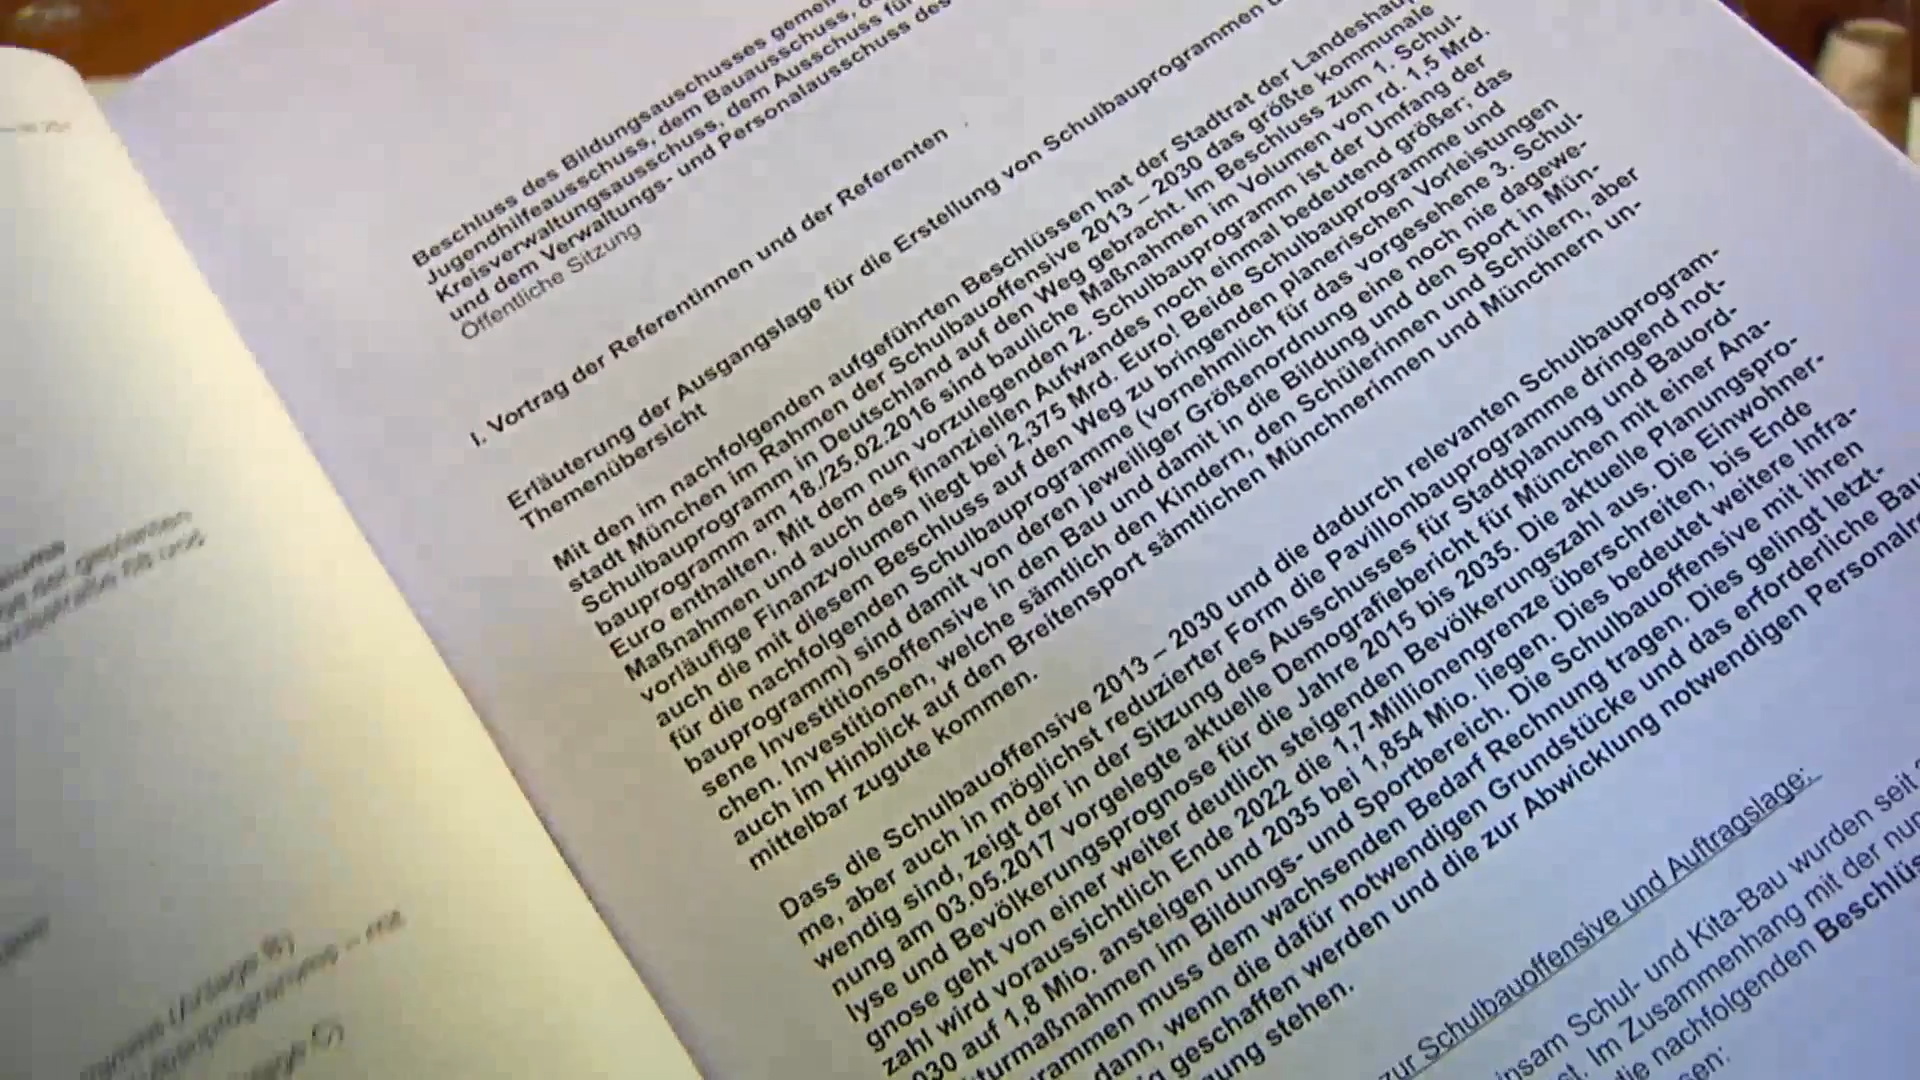 Beschluss des Bildungsauschusses gemein
Jugendhilfeausschuss, dem Bauausschuss,
Kreisverwaltungsausschuss, dem Ausschuss für
und dem Verwaltungs- und Personalausschuss des
Öffentliche Sitzung
I. Vortrag der Referentinnen und der Referenten
Erläuterung der Ausgangslage für die Erstellung von Schulbauprogrammen
Themenübersicht
Mit den im nachfolgenden aufgeführten Beschlüssen hat der Stadtrat der Landeshaup
stadt München im Rahmen der Schulbauoffensive 2013 – 2030 das größte kommunale
Schulbauprogramm in Deutschland auf den Weg gebracht. Im Beschluss zum 1. Schul-
bauprogramm am 18./25.02.2016 sind bauliche Maßnahmen im Volumen von rd. 1,5 Mrd.
Euro enthalten. Mit dem nun vorzulegenden 2. Schulbauprogramm ist der Umfang der
Maßnahmen und auch des finanziellen Aufwandes noch einmal bedeutend größer; das
vorläufige Finanzvolumen liegt bei 2,375 Mrd. Euro! Beide Schulbauprogramme und
auch die mit diesem Beschluss auf den Weg zu bringenden planerischen Vorleistungen
für die nachfolgenden Schulbauprogramme (vornehmlich für das vorgesehene 3. Schul-
bauprogramm) sind damit von deren jeweiliger Größenordnung eine noch nie dagewe-
sene Investitionsoffensive in den Bau und damit in die Bildung und den Sport in Mün-
chen. Investitionen, welche sämtlich den Kindern, den Schülerinnen und Schülern, aber
auch im Hinblick auf den Breitensport sämtlichen Münchnerinnen und Münchnern un-
mittelbar zugute kommen.
Dass die Schulbauoffensive 2013 – 2030 und die dadurch relevanten Schulbauprogram-
me, aber auch in möglichst reduzierter Form die Pavillonbauprogramme dringend not-
wendig sind, zeigt der in der Sitzung des Ausschusses für Stadtplanung und Bauord-
nung am 03.05.2017 vorgelegte aktuelle Demografiebericht für München mit einer Ana-
lyse und Bevölkerungsprognose für die Jahre 2015 bis 2035. Die aktuelle Planungspro-
gnose geht von einer weiter deutlich steigenden Bevölkerungszahl aus. Die Einwohner-
zahl wird voraussichtlich Ende 2022 die 1,7-Millionengrenze überschreiten, bis Ende
030 auf 1,8 Mio. ansteigen und 2035 bei 1,854 Mio. liegen. Dies bedeutet weitere Infra-
turmaßnahmen im Bildungs- und Sportbereich. Die Schulbauoffensive mit ihren
rammen muss dem wachsenden Bedarf Rechnung tragen. Dies gelingt letzt-
dann, wenn die dafür notwendigen Grundstücke und das erforderliche Bau
g geschaffen werden und die zur Abwicklung notwendigen Personalre
gung stehen.
zur Schulbauoffensive und Auftragslage:
insam Schul- und Kita-Bau wurden seit
st. Im Zusammenhang mit der nun
die nachfolgenden Beschlüs
sen: